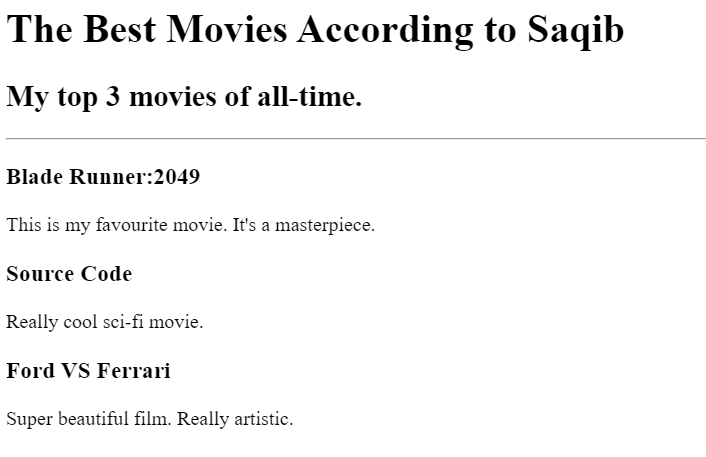 The Best Movies According to Saqib
My top 3 movies of all-time.
Blade Runner:2049
This is my favourite movie. It's a masterpiece.
Source Code
Really cool sci-fi movie.
Ford VS Ferrari
Super beautiful film. Really artistic.